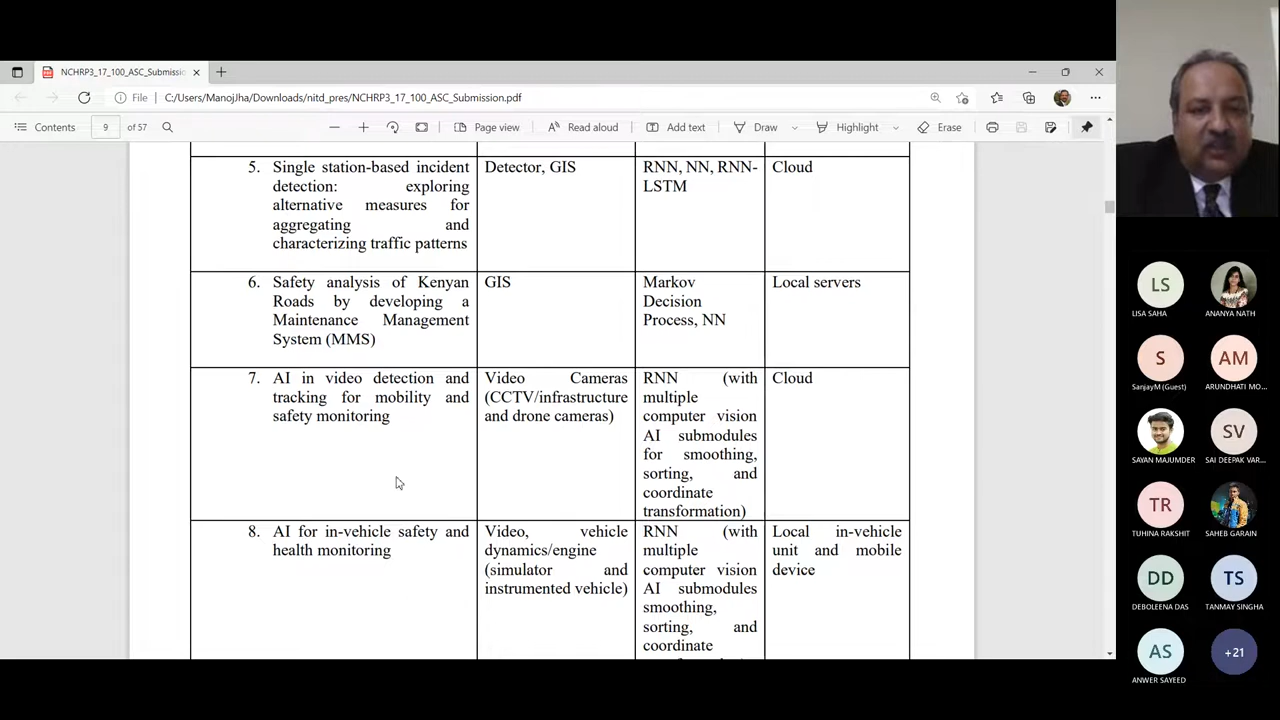 NCHRP3_17_100_ASC_Submissi
File
C:/Users/ManojJha/Downloads/nitd_pres/NCHRP3_17_100_ASC_Submission.pdf
Contents
9 of 57
Page view
Read aloud
Add text
Draw
Highlight
Erase
5. Single station-based incident
detection: exploring
alternative measures for
aggregating and
characterizing traffic patterns
Detector, GIS
RNN, NN, RNN-
LSTM
Cloud
6. Safety analysis of Kenyan
Roads by developing a
Maintenance Management
System (MMS)
GIS
Markov
Decision
Process, NN
Local servers
7. AI in video detection and
tracking for mobility and
safety monitoring
Video Cameras
(CCTV/infrastructure
and drone cameras)
RNN (with
multiple
computer vision
AI submodules
for smoothing,
sorting, and
coordinate
transformation)
Cloud
8. AI for in-vehicle safety and
health monitoring
Video, vehicle
dynamics/engine
(simulator and
instrumented vehicle)
RNN (with
multiple
computer vision
AI submodules
smoothing,
sorting, and
coordinate
Local in-vehicle
unit and mobile
device
LS
LISA SAHA
ANANYA NATH
S
SanjayM (Guest)
AM
ARUNDHATI MO...
SAYAN MAJUMDER
SV
SAI DEEPAK VAR...
TR
TUHINA RAKSHIT
SAHEB GARAIN
DD
DEBOLEENA DAS
TS
TANMAY SINGHA
AS
ANWER SAYEED
+21